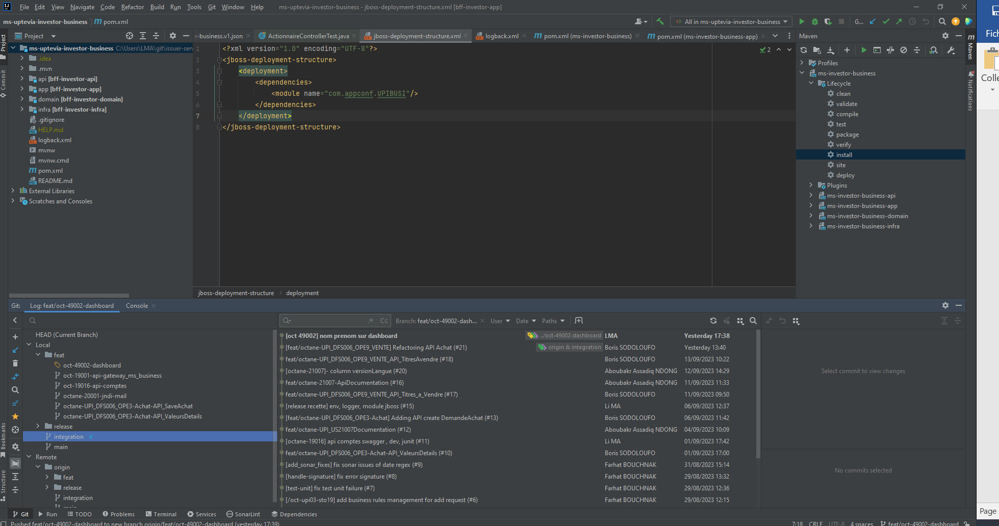 File Edit View Navigate Code Refactor Build Run Tools Git Window Help ms-uptevia-investor-business - jboss-deployment-structure.xml [bff-investor-app]
ms-uptevia-investor-business pom.xml
All in ms-uptevia-investor-business
G...
Fich
Project
r-business.v1.json
ActionnaireControllerTest.java
jboss-deployment-structure.xml
logback.xml
pom.xml (ms-investor-business)
pom.xml (ms-investor-business-app)
Maven
Project
Commit
Bookmarks
Structure
ms-uptevia-investor-business C:\Users\LMA\git\issuer-serv
.idea
.mvn
api [bff-investor-api]
app [bff-investor-app]
domain [bff-investor-domain]
infra [bff-investor-infra]
.gitignore
HELP.md
logback.xml
mvnw
mvnw.cmd
pom.xml
README.md
External Libraries
Scratches and Consoles
1 <?xml version="1.0" encoding="UTF-8"?>
2 <jboss-deployment-structure>
3 <deployment>
4 <dependencies>
5 <module name="com.appconf.UPIBUSI"/>
6 </dependencies>
7 </deployment>
8 </jboss-deployment-structure>
2
jboss-deployment-structure deployment
Profiles
ms-investor-business
Lifecycle
clean
validate
compile
test
package
verify
install
site
deploy
Plugins
ms-investor-business-api
ms-investor-business-app
ms-investor-business-domain
ms-investor-business-infra
Maven
Notifications
Colle
Git: Log: feat/oct-49002-dashboard Console
HEAD (Current Branch)
Local
feat
oct-49002-dashboard
oct-19001-api-gateway_ms_business
oct-19016-api-comptes
octane-20001-jndi-mail
octane-UPI_DFS006_OPE3-Achat-API_SaveAchat
octane-UPI_DFS006_OPE3-Achat-API_ValeursDetails
release
integration
main
Remote
origin
feat
release
integration
main
.* Cc Branch: feat/oct-49002-dash... User Date Paths
[oct 49002] nom prenom sur dashboard ../oct-49002-dashboard LMA Yesterday 17:38
[feat/octane-UPI_DFS006_OPE9_VENTE] Refactoring API Achat (#21) origin & integration Boris SODOLOUFO Yesterday 13:40
feat/octane-UPI_DFS006_OPE9_VENTE_API_TitresAvendre (#18) Boris SODOLOUFO 13/09/2023 10:22
[octane-21007]- column versionLangue (#20) Aboubakr Assadiq NDONG 12/09/2023 14:29
feat/octane-21007-ApiDocumentation (#16) Aboubakr Assadiq NDONG 11/09/2023 11:33
feat/octane-UPI_DFS006_OPE9_VENTE_API_Titres_a_Vendre (#17) Boris SODOLOUFO 11/09/2023 09:50
[release recette] env, logger, module jboss (#15) Li MA 06/09/2023 12:37
[feat/octane-UPI_DFS006_OPE3-Achat] Adding API create DemandeAchat (#13) Boris SODOLOUFO 06/09/2023 11:42
feat/octane-UPI_US21007Documentation (#12) Aboubakr Assadiq NDONG 04/09/2023 10:09
[octane-19016] api comptes swagger , dev, junit (#11) Li MA 01/09/2023 17:42
feat/octane-UPI_DFS006_OPE3-Achat-API_ValeursDetails (#10) Boris SODOLOUFO 01/09/2023 17:00
[add_sonar_fixes] fix sonar issues of date regex (#9) Farhat BOUCHNAK 31/08/2023 15:14
[handle-signature] fix error signature (#8) Farhat BOUCHNAK 29/08/2023 13:32
[test-unit] fix test unit failure (#7) Farhat BOUCHNAK 29/08/2023 12:36
[/oct-upi03-sto19] add business rules management for add request (#6) Farhat BOUCHNAK 29/08/2023 12:15
Select commit to view changes
No commits selected
Git Run TODO Problems Terminal Services SonarLint Dependencies
Page
Pushed feat/oct-49002-dashboard to new branch origin/feat/oct-49002-dashboard (yesterday 17:39) 7:18 CRLF UTF-8 4 spaces feat/oct-49002-dashboard